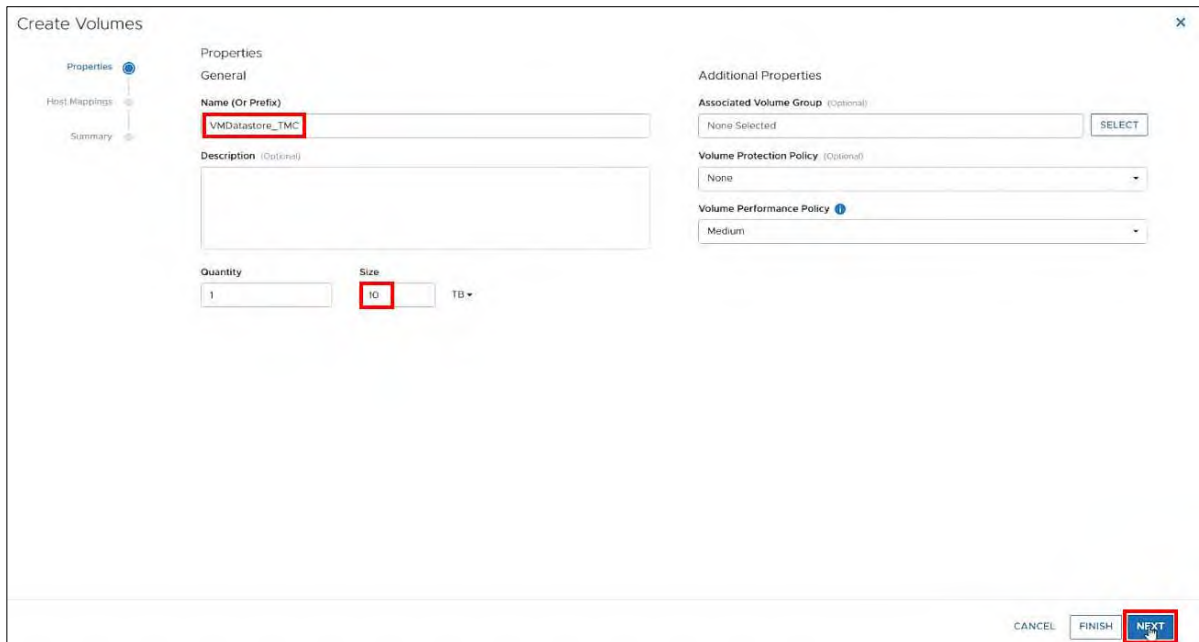 Create Volumes
Properties
Host Mappings
Summary
Properties
General
Name (Or Prefix)
VMDatastore_TMC
Description (Optional)
Quantity
Size
1
10
TB
Additional Properties
Associated Volume Group (Optional)
None Selected
SELECT
Volume Protection Policy (Optional)
None
Volume Performance Policy
Medium
CANCEL
FINISH
NEXT